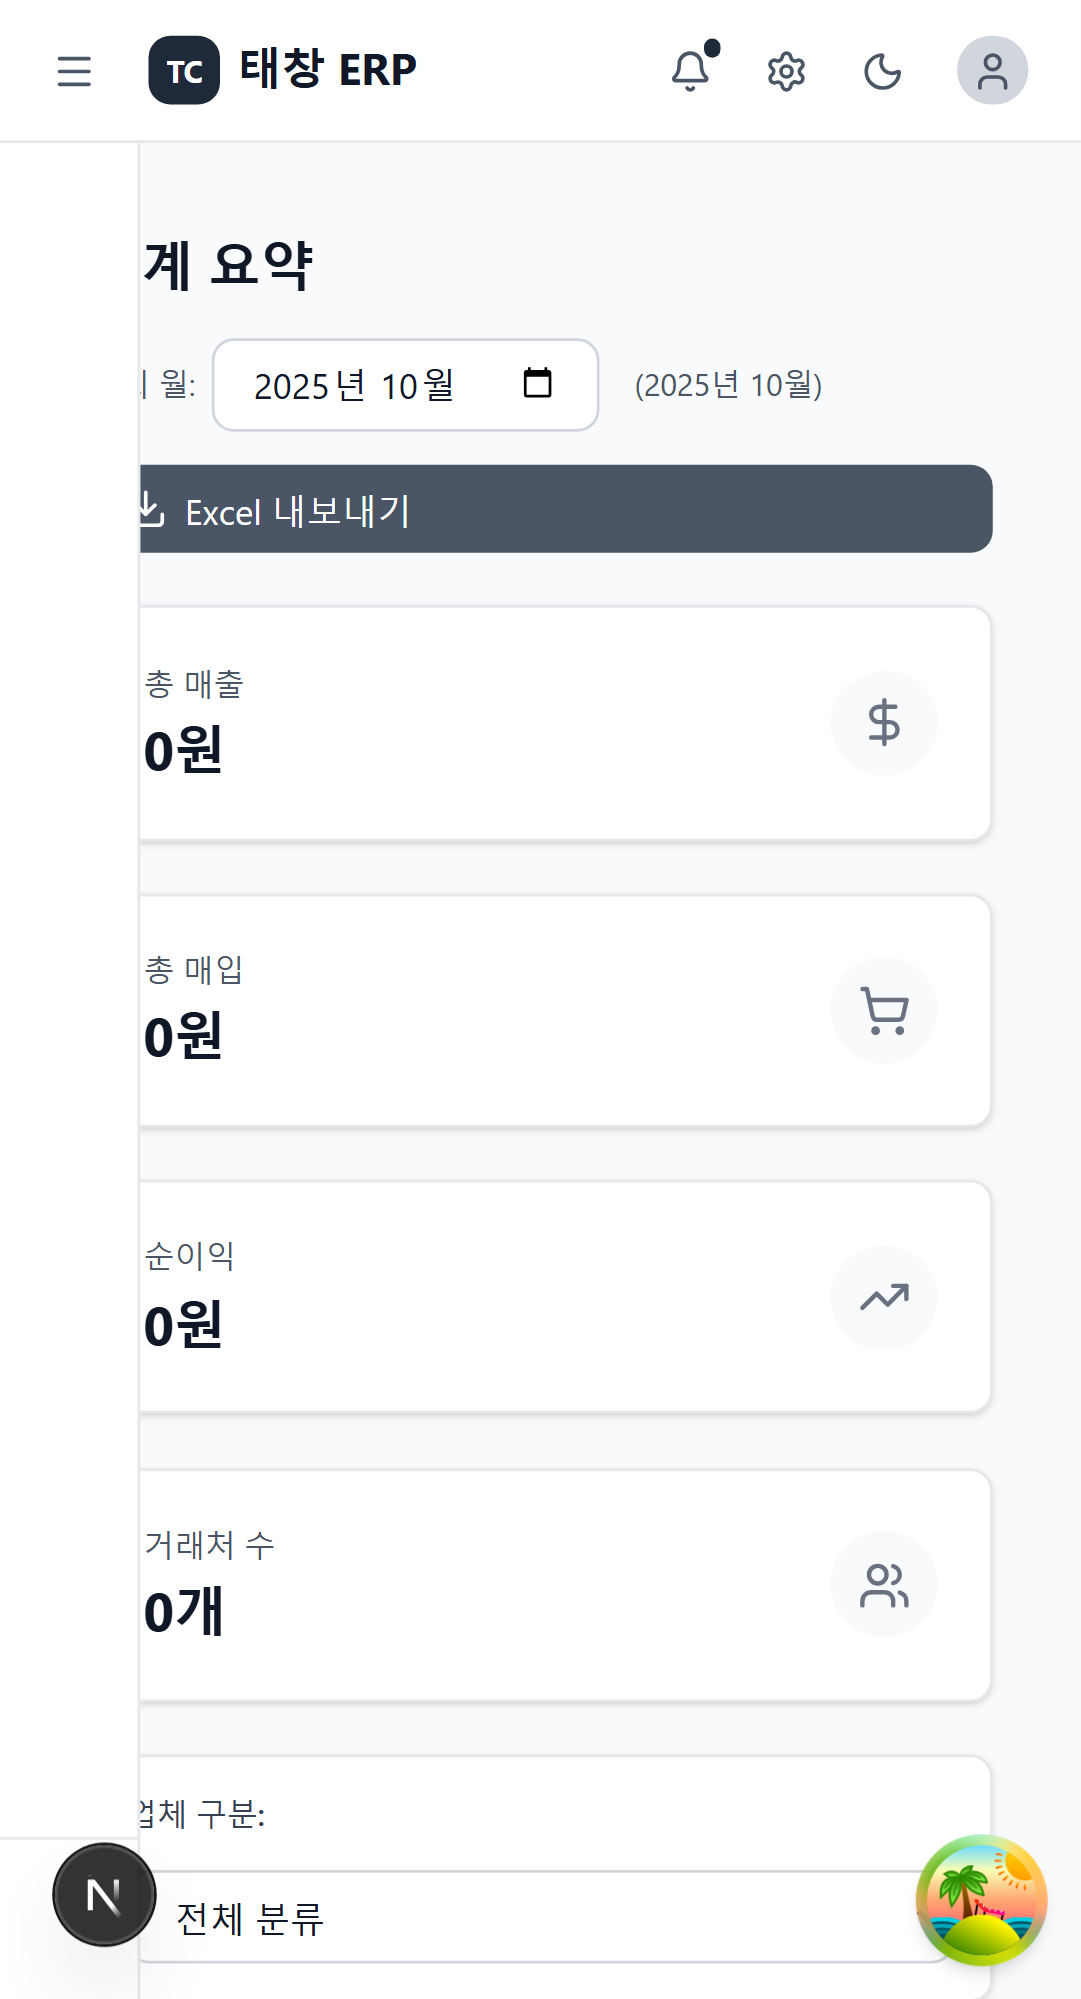 TC 태창 ERP
계 요약
월: 2025년 10월 (2025년 10월)
Excel 내보내기
총 매출
0원
총 매입
0원
순이익
0원
거래처 수
0개
업체 구분:
전체 분류
N